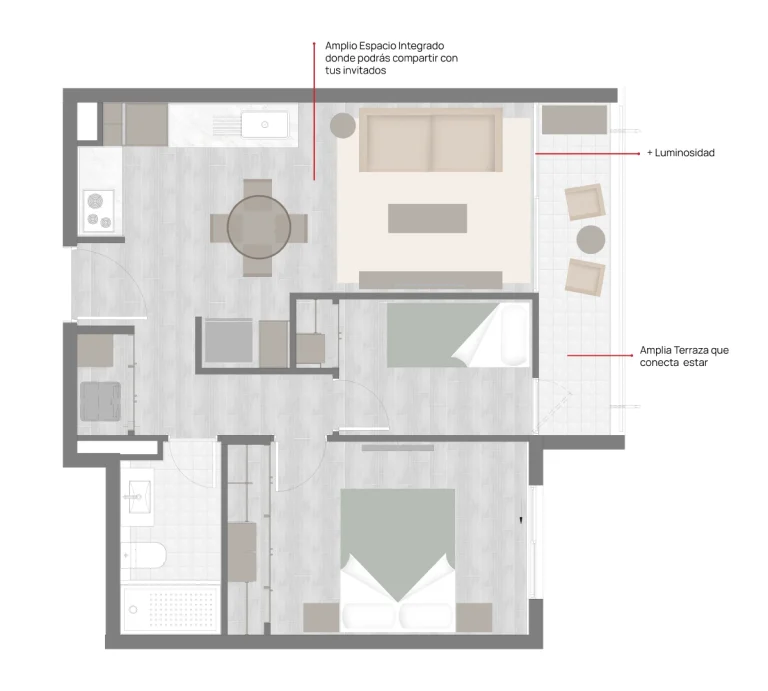 Amplio Espacio Integrado
donde podrás compartir con
tus invitados
+ Luminosidad
Amplia Terraza que
conecta estar